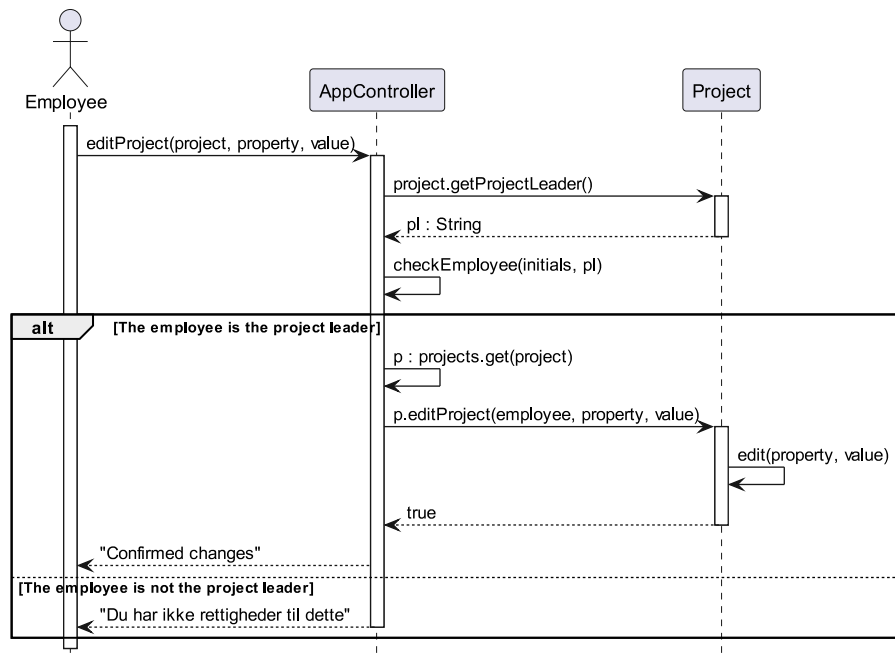 Employee
AppController
Project
editProject(project, property, value)
project.getProjectLeader()
pl : String
checkEmployee(initials, pl)
alt [The employee is the project leader]
p : projects.get(project)
p.editProject(employee, property, value)
edit(property, value)
true
"Confirmed changes"
[The employee is not the project leader]
"Du har ikke rettigheder til dette"